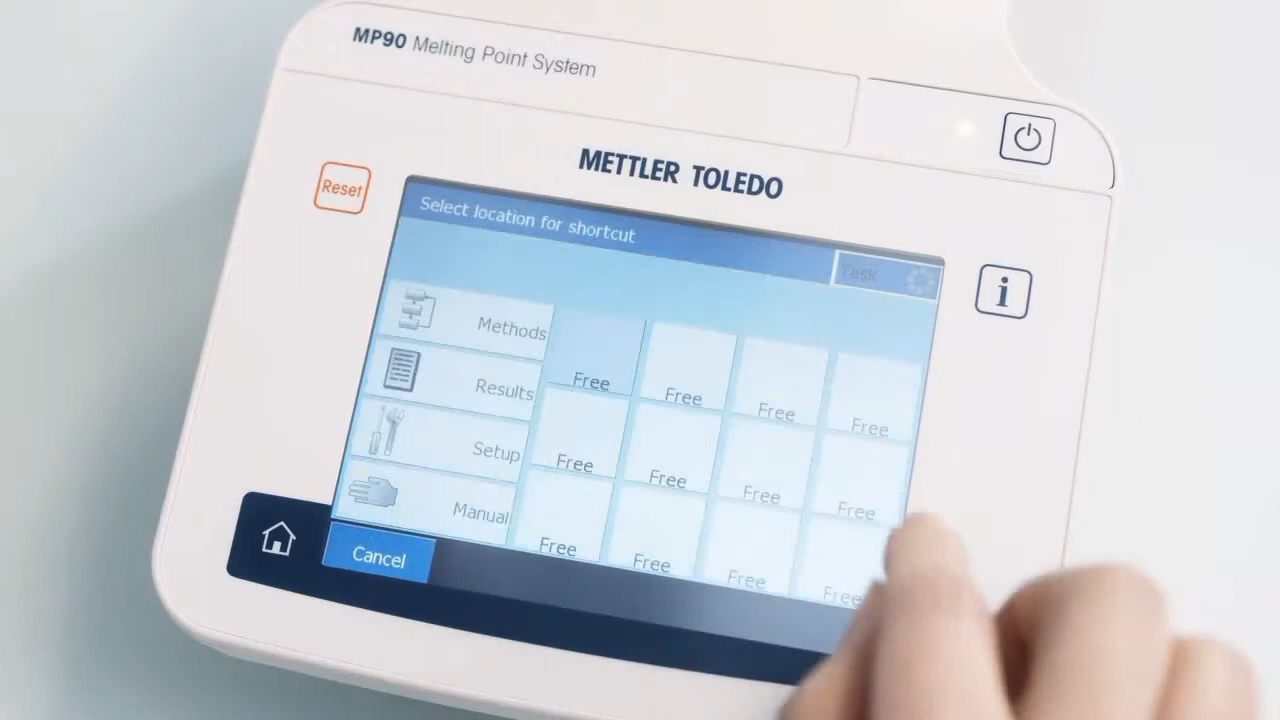 MP90 Melting Point System
METTLER TOLEDO
Reset
Select location for shortcut
Task
i
Methods
Free Free Free Free
Results
Free Free Free Free
Setup
Manual
Free Free Free Free
Cancel